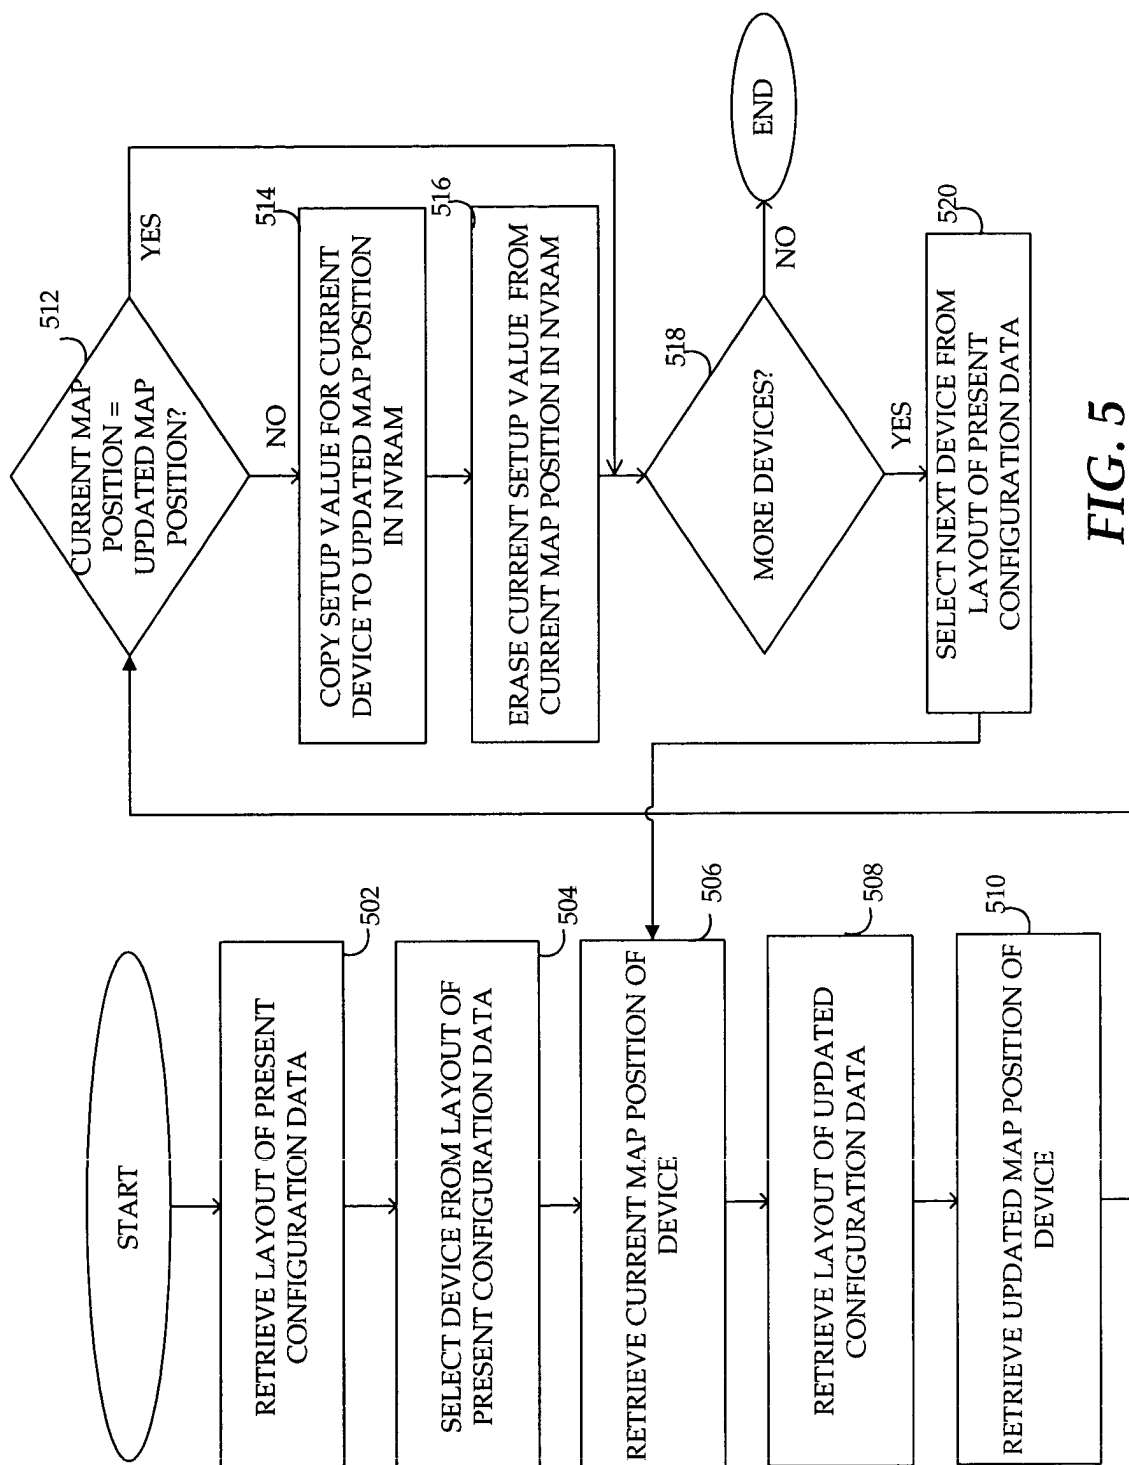 START
RETRIEVE LAYOUT OF PRESENT
CONFIGURATION DATA
502
SELECT DEVICE FROM LAYOUT OF
PRESENT CONFIGURATION DATA
504
RETRIEVE CURRENT MAP POSITION OF
DEVICE
506
RETRIEVE LAYOUT OF UPDATED
CONFIGURATION DATA
508
RETRIEVE UPDATED MAP POSITION OF
DEVICE
510
CURRENT MAP
POSITION =
UPDATED MAP
POSITION?
512
YES
NO
COPY SETUP VALUE FOR CURRENT
DEVICE TO UPDATED MAP POSITION
IN NVRAM
514
ERASE CURRENT SETUP VALUE FROM
CURRENT MAP POSITION IN NVRAM
516
MORE DEVICES?
518
NO
END
YES
SELECT NEXT DEVICE FROM
LAYOUT OF PRESENT
CONFIGURATION DATA
520
FIG. 5